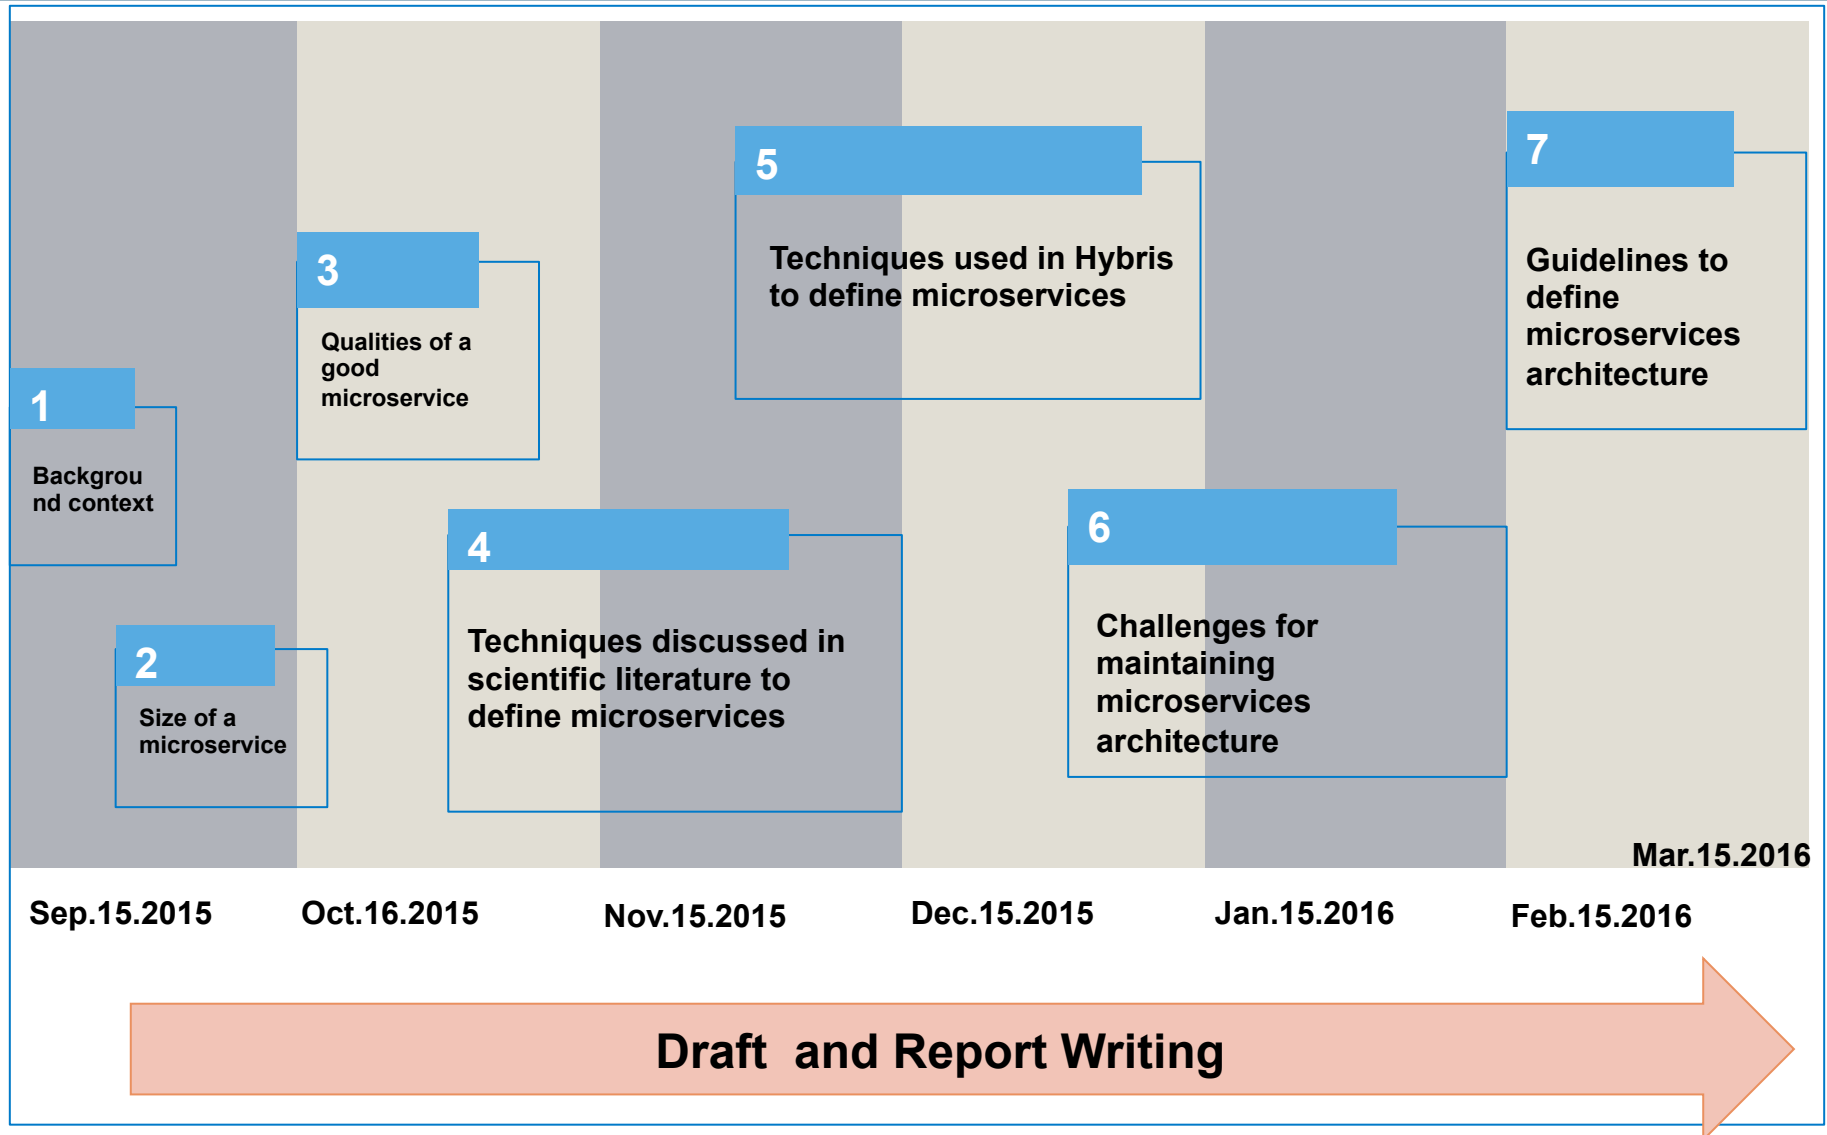 1
Backgrou
nd context
2
Size of a
microservice
3
Qualities of a
good
microservice
4
Techniques discussed in
scientific literature to
define microservices
5
Techniques used in Hybris
to define microservices
6
Challenges for
maintaining
microservices
architecture
7
Guidelines to
define
microservices
architecture
Mar.15.2016
Sep.15.2015
Oct.16.2015
Nov.15.2015
Dec.15.2015
Jan.15.2016
Feb.15.2016
Draft  and Report Writing